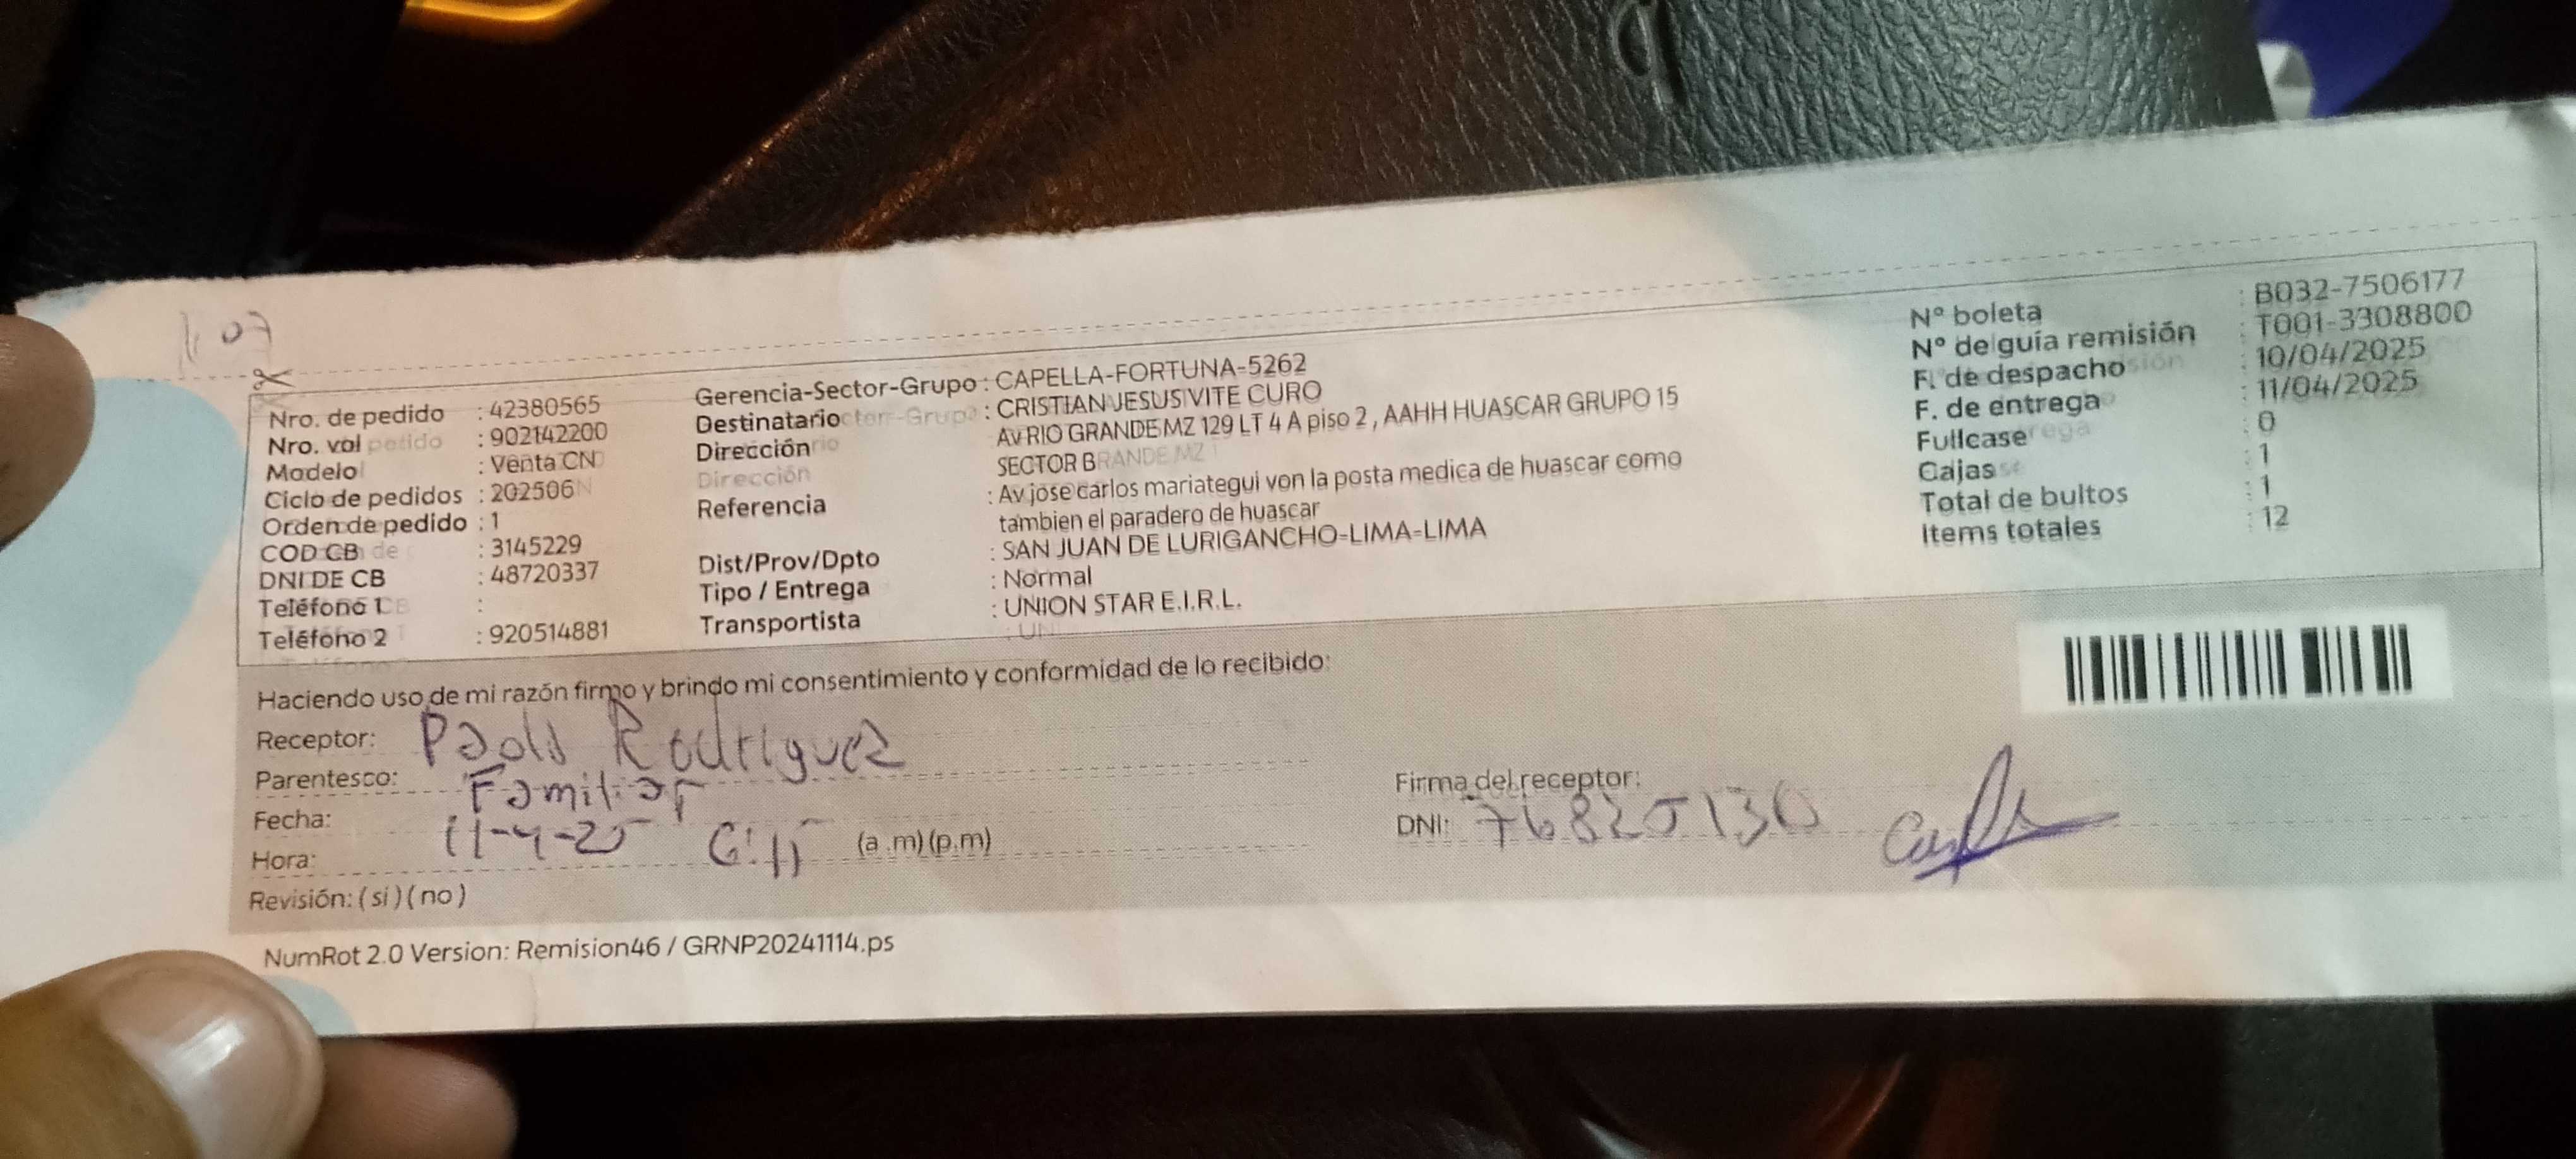 Nro. de pedido : 42380565
Nro. vol : 902142200
Modelo : Venta CN
Ciclo de pedidos : 202506
Orden de pedido : 1
COD CB : 3145229
DNI DE CB : 48720337
Teléfono 1 :
Teléfono 2 : 920514881
Gerencia-Sector-Grupo : CAPELLA-FORTUNA-5262
Destinatario : CRISTIAN JESUS VITE CURO
Dirección AV RIO GRANDE MZ 129 LT 4 A piso 2 , AAHH HUASCAR GRUPO 15
SECTOR B
Referencia : Av jose carlos mariategui von la posta medica de huascar como
tambien el paradero de huascar
Dist/Prov/Dpto : SAN JUAN DE LURIGANCHO-LIMA-LIMA
Tipo / Entrega : Normal
Transportista : UNION STAR E.I.R.L.
N° boleta : B032-7506177
N° de guía remisión : T001-3308800
F. de despacho : 10/04/2025
F. de entrega : 11/04/2025
Fullcase : 0
Cajas : 1
Total de bultos : 1
Items totales : 12
Haciendo uso de mi razón firmo y brindo mi consentimiento y conformidad de lo recibido:
Receptor: Paolo Rodriguez
Parentesco: Familiar
Fecha: 11-4-25
Hora: 6:15 (a.m)(p.m)
Revisión: (si)(no)
Firma del receptor:
DNI: 76825130
NumRot 2.0 Version: Remision46 / GRNP20241114.ps